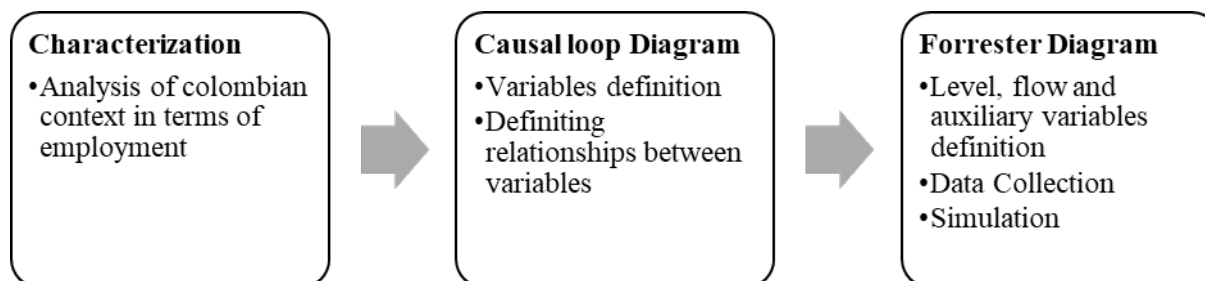 Characterization
•Analysis of colombian
context in terms of
employment
Causal loop Diagram
•Variables definition
•Definiting
relationships between
variables
Forrester Diagram
•Level, flow and
auxiliary variables
definition
•Data Collection
•Simulation